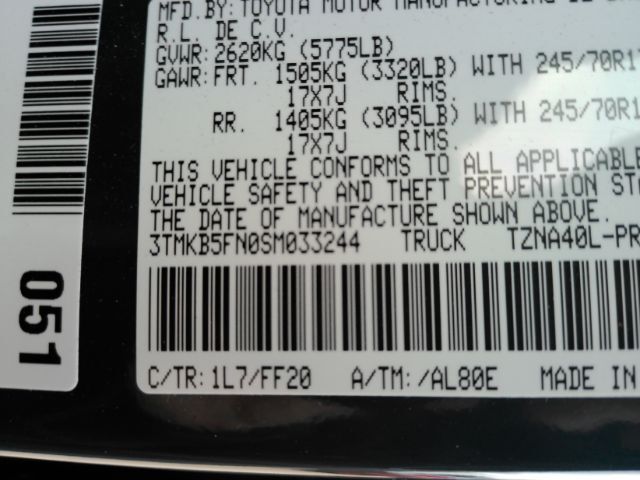 MFD. BY: TOYOTA MOTOR MANUFACTURING
R.L. DE C.V.
GVWR: 2620KG (5775LB)
GAWR: FRT. 1505KG (3320LB) WITH 245/70R1
17X7J RIMS.
RR. 1405KG (3095LB) WITH 245/70R1
17X7J RIMS.
THIS VEHICLE CONFORMS TO ALL APPLICABLE
VEHICLE SAFETY AND THEFT PREVENTION ST
THE DATE OF MANUFACTURE SHOWN ABOVE.
3TMKB5FN0SM033244 TRUCK TZNA40L-PR
C/TR: 1L7/FF20 A/TM: /AL80E MADE IN
051